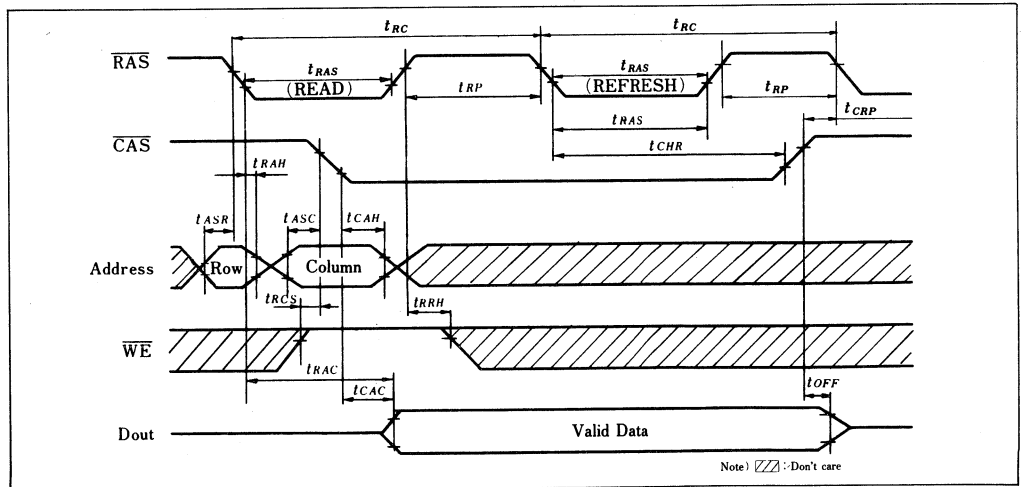 tRC tRC
RAS
tRAS
(READ)
tRP
tRAS
(REFRESH)
tRP
tRAS
tCRP
CAS
tCHR
tRAH
tASR tASC tCAH
Address Row Column
tRCS tRRH
WE
tRAC
tCAC
tOFF
Dout Valid Data
Note) : Don't care